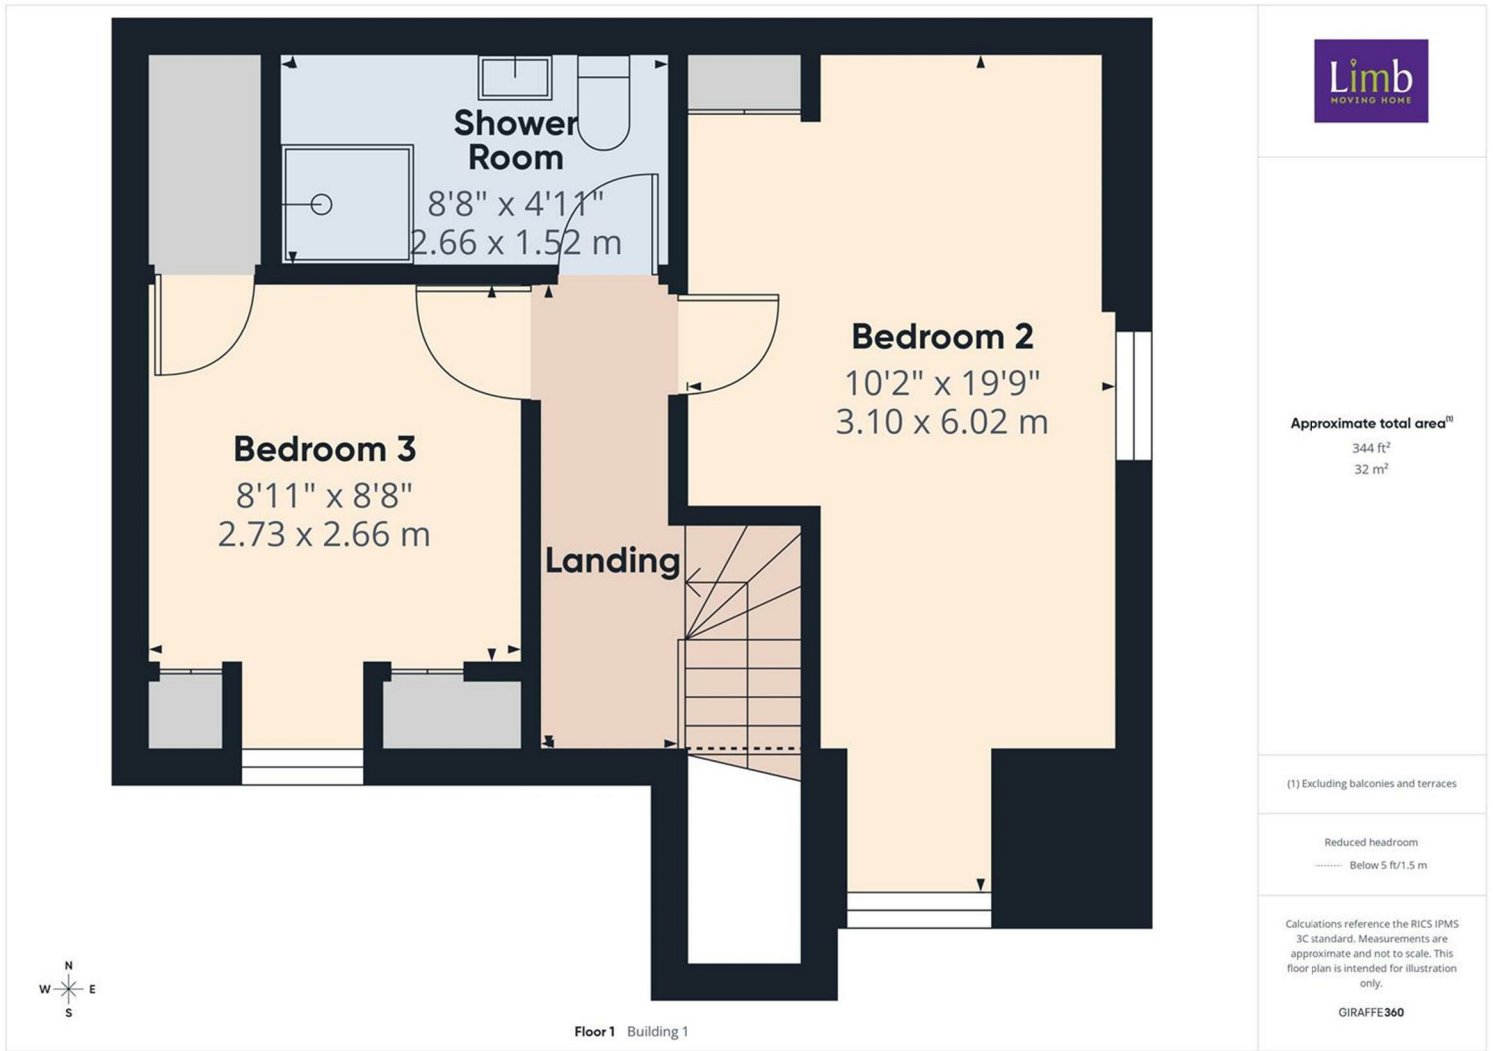 Shower
Room
8'8" x 4'11"
2.66 x 1.52 m
Bedroom 2
10'2" x 19'9"
3.10 x 6.02 m
Bedroom 3
8'11" x 8'8"
2.73 x 2.66 m
Landing
N
W E
S
Floor 1 Building 1
Limb
MOVING HOME
Approximate total area(1)
344 ft²
32 m²
(1) Excluding balconies and terraces
Reduced headroom
Below 5 ft/1.5 m
Calculations reference the RICS IPMS
3C standard. Measurements are
approximate and not to scale. This
floor plan is intended for illustration
only.
GIRAFFE360